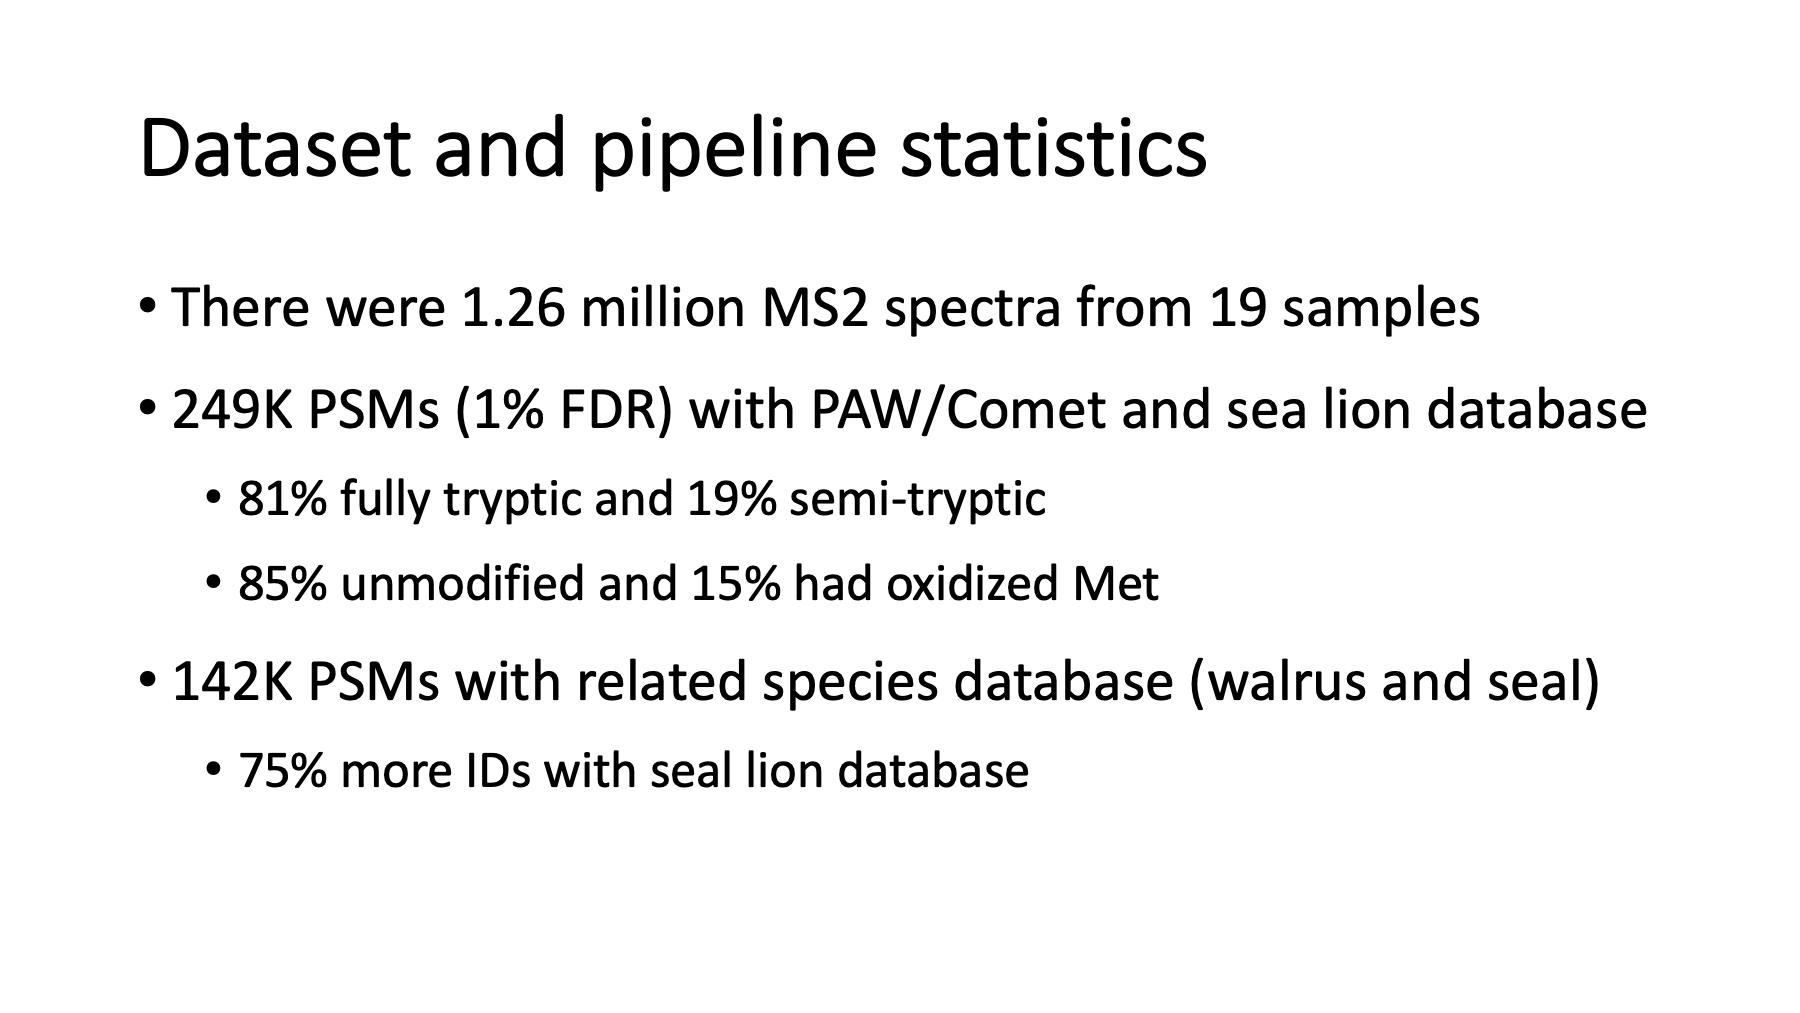 Dataset and pipeline statistics
• There were 1.26 million MS2 spectra from 19 samples
• 249K PSMs (1% FDR) with PAW/Comet and sea lion database
• 81% fully tryptic and 19% semi-tryptic
• 85% unmodified and 15% had oxidized Met
• 142K PSMs with related species database (walrus and seal)
• 75% more IDs with seal lion database